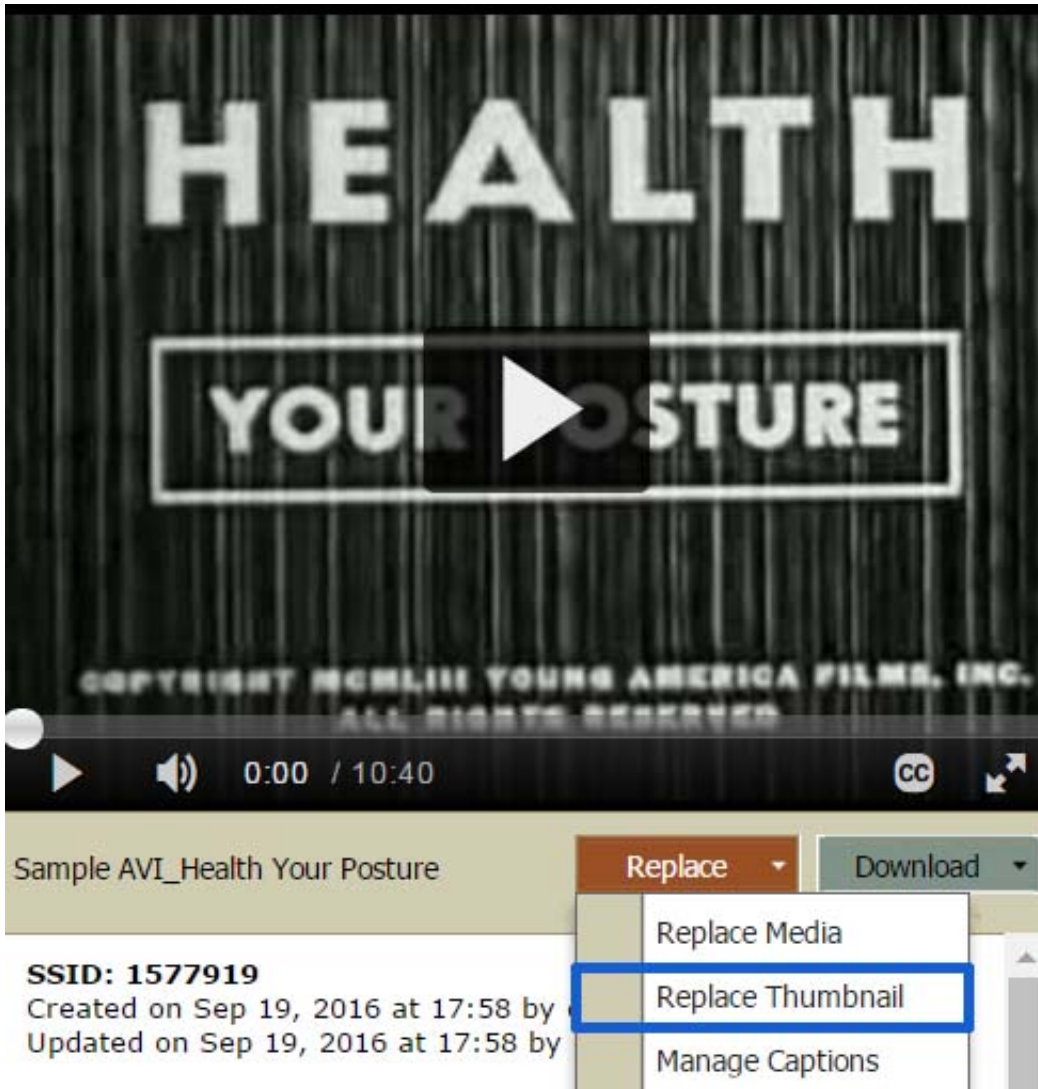 HEALTH
YOUR POSTURE
COPYRIGHT MCMLIII YOUNG AMERICA FILMS, INC.
ALL RIGHTS RESERVED
0:00 / 10:40
CC
Sample AVI_Health Your Posture
Replace
Download
Replace Media
SSID: 1577919
Replace Thumbnail
Created on Sep 19, 2016 at 17:58 by
Updated on Sep 19, 2016 at 17:58 by
Manage Captions